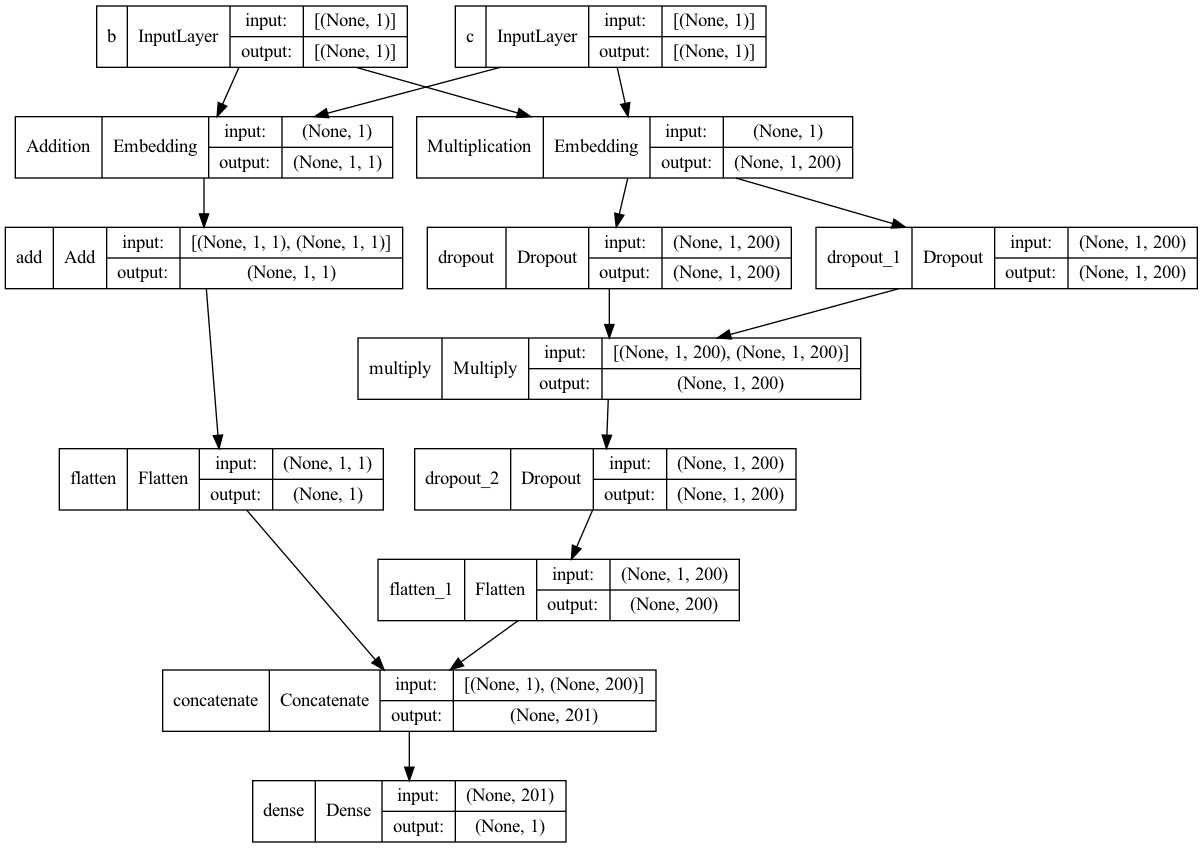 b InputLayer input: [(None, 1)]
output: [(None, 1)]
c InputLayer input: [(None, 1)]
output: [(None, 1)]
Addition Embedding input: (None, 1)
output: (None, 1, 1)
Multiplication Embedding input: (None, 1)
output: (None, 1, 200)
add Add input: [(None, 1, 1), (None, 1, 1)]
output: (None, 1, 1)
dropout Dropout input: (None, 1, 200)
output: (None, 1, 200)
dropout_1 Dropout input: (None, 1, 200)
output: (None, 1, 200)
multiply Multiply input: [(None, 1, 200), (None, 1, 200)]
output: (None, 1, 200)
flatten Flatten input: (None, 1, 1)
output: (None, 1)
dropout_2 Dropout input: (None, 1, 200)
output: (None, 1, 200)
flatten_1 Flatten input: (None, 1, 200)
output: (None, 200)
concatenate Concatenate input: [(None, 1), (None, 200)]
output: (None, 201)
dense Dense input: (None, 201)
output: (None, 1)